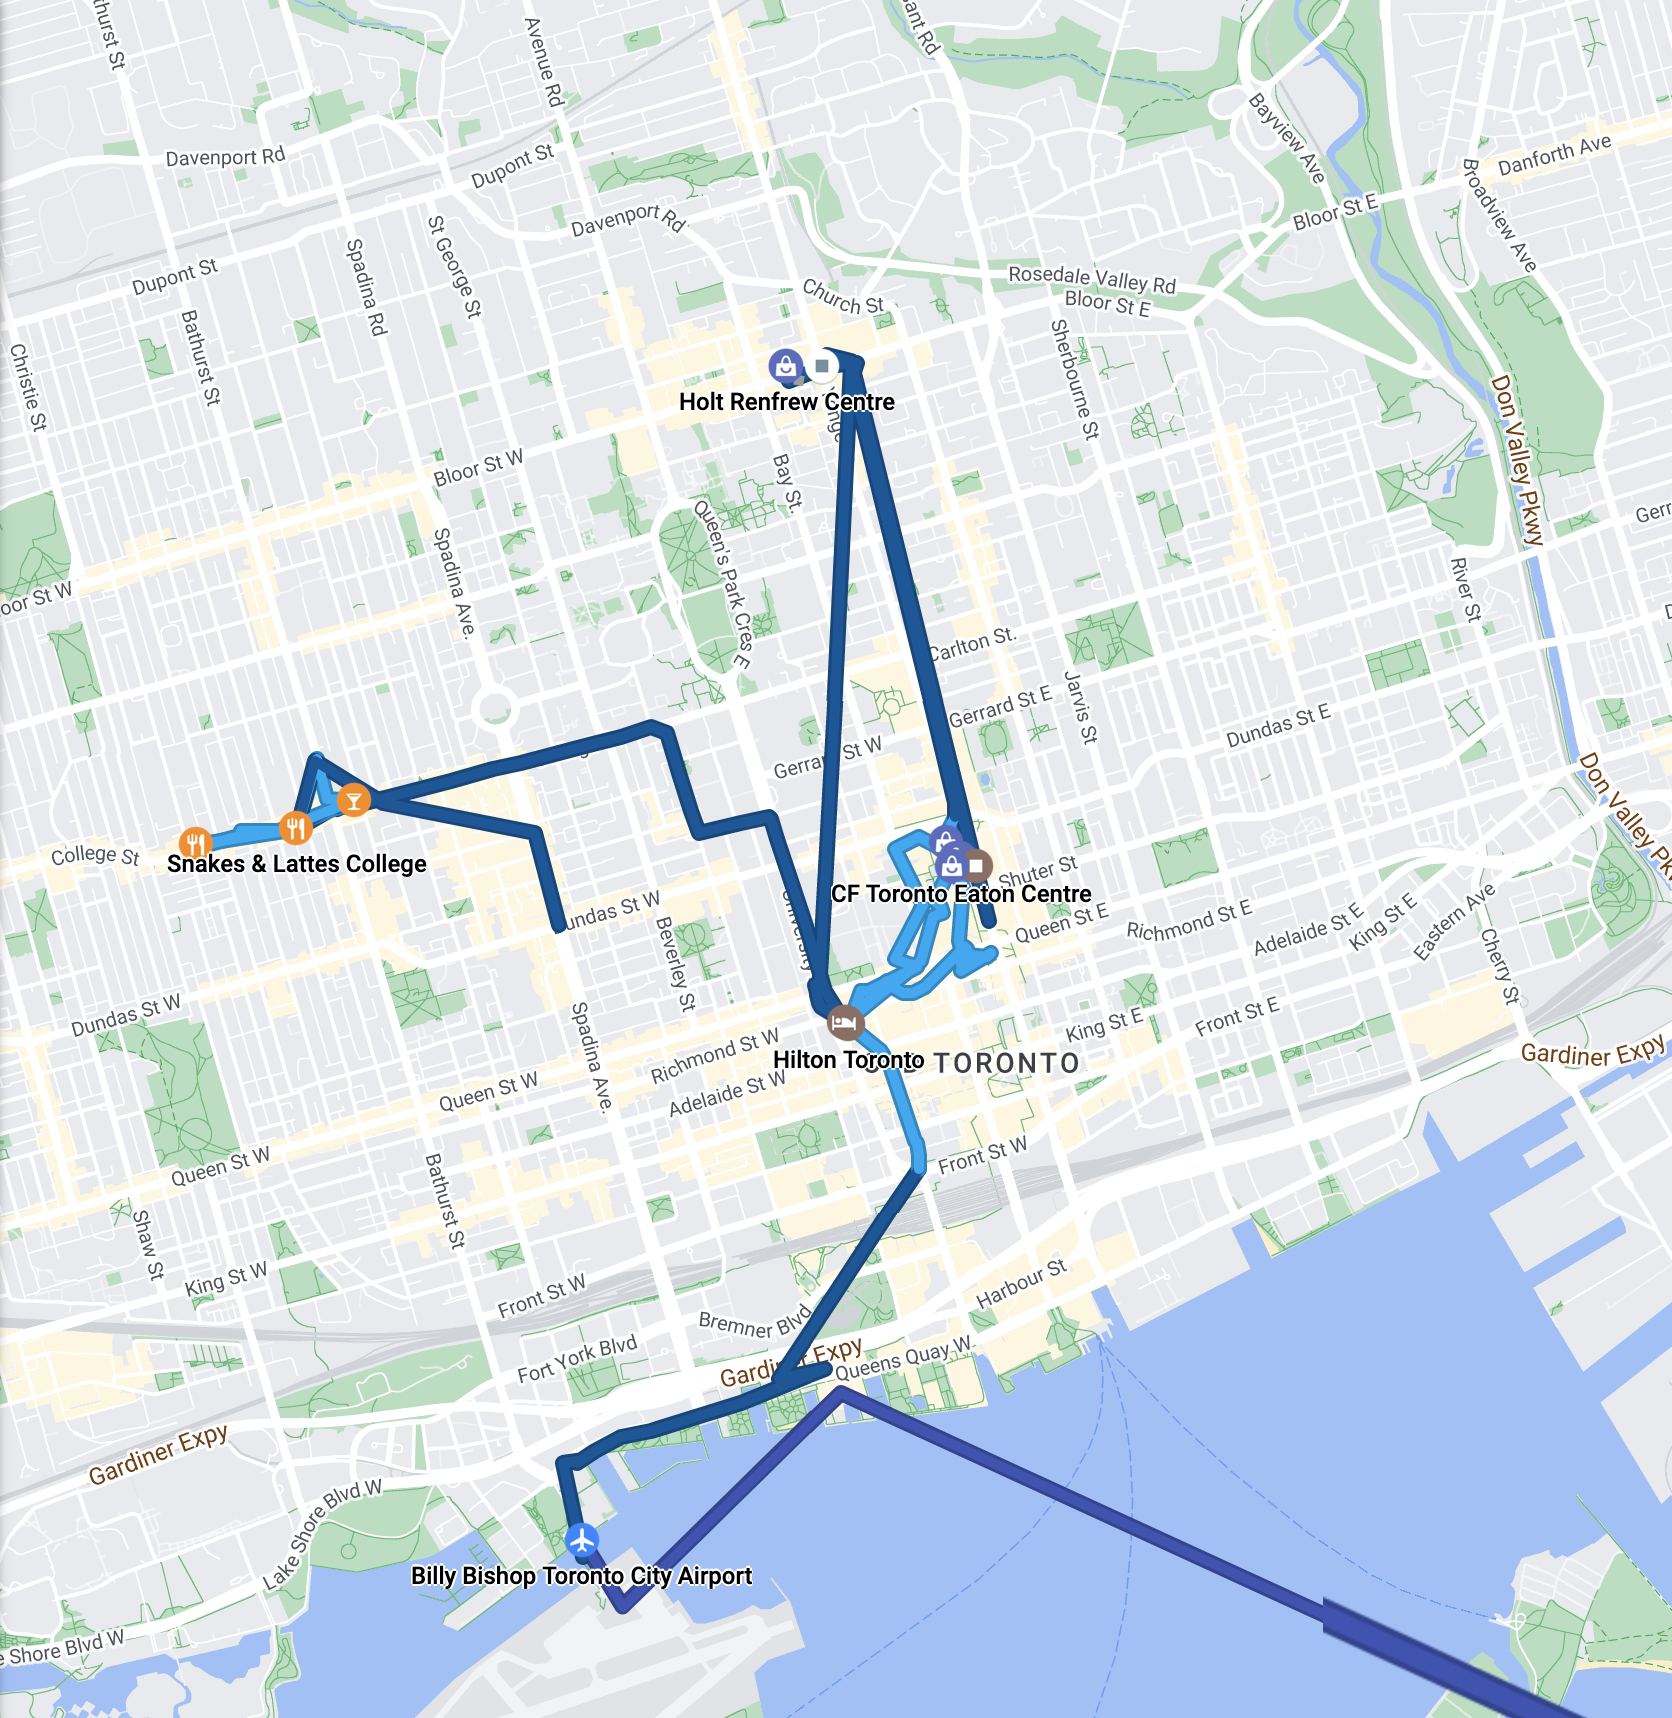 thurst St
Avenue Rd
ant Rd
Bayview Ave
Danforth Ave
Davenport Rd
Dupont St
Broadview Ave
Davenport Rd
Bloor St E
St George St
Spadina Rd
Dupont St
Rosedale Valley Rd
Church St
Bloor St E
Bathurst St
Christie St
Sherbourne St
Holt Renfrew Centre
Don Valley Pkwy
Bloor St W
Bay St.
Queen's Park Cres E
Gerr
Spadina Ave.
River St
oor St W
Carlton St.
Jarvis St
Gerrard St E
Dundas St E
Gerrard St W
Don Valley Pk
College St
Snakes & Lattes College
Shuter St
CF Toronto Eaton Centre
undas St W
University
Beverley St
Queen St E
Richmond St E
Adelaide St E
King St E
Eastern Ave
Cherry St
Dundas St W
Spadina Ave.
Richmond St W
King St E
Front St E
Hilton Toronto
TORONTO
Gardiner Expy
Queen St W
Adelaide St W
Queen St W
Front St W
Bathurst St
Shaw St
King St W
Front St W
Harbour St
Bremner Blvd
Fort York Blvd
Gardiner Expy
Queens Quay W
Gardiner Expy
Lake Shore Blvd W
Billy Bishop Toronto City Airport
e Shore Blvd W